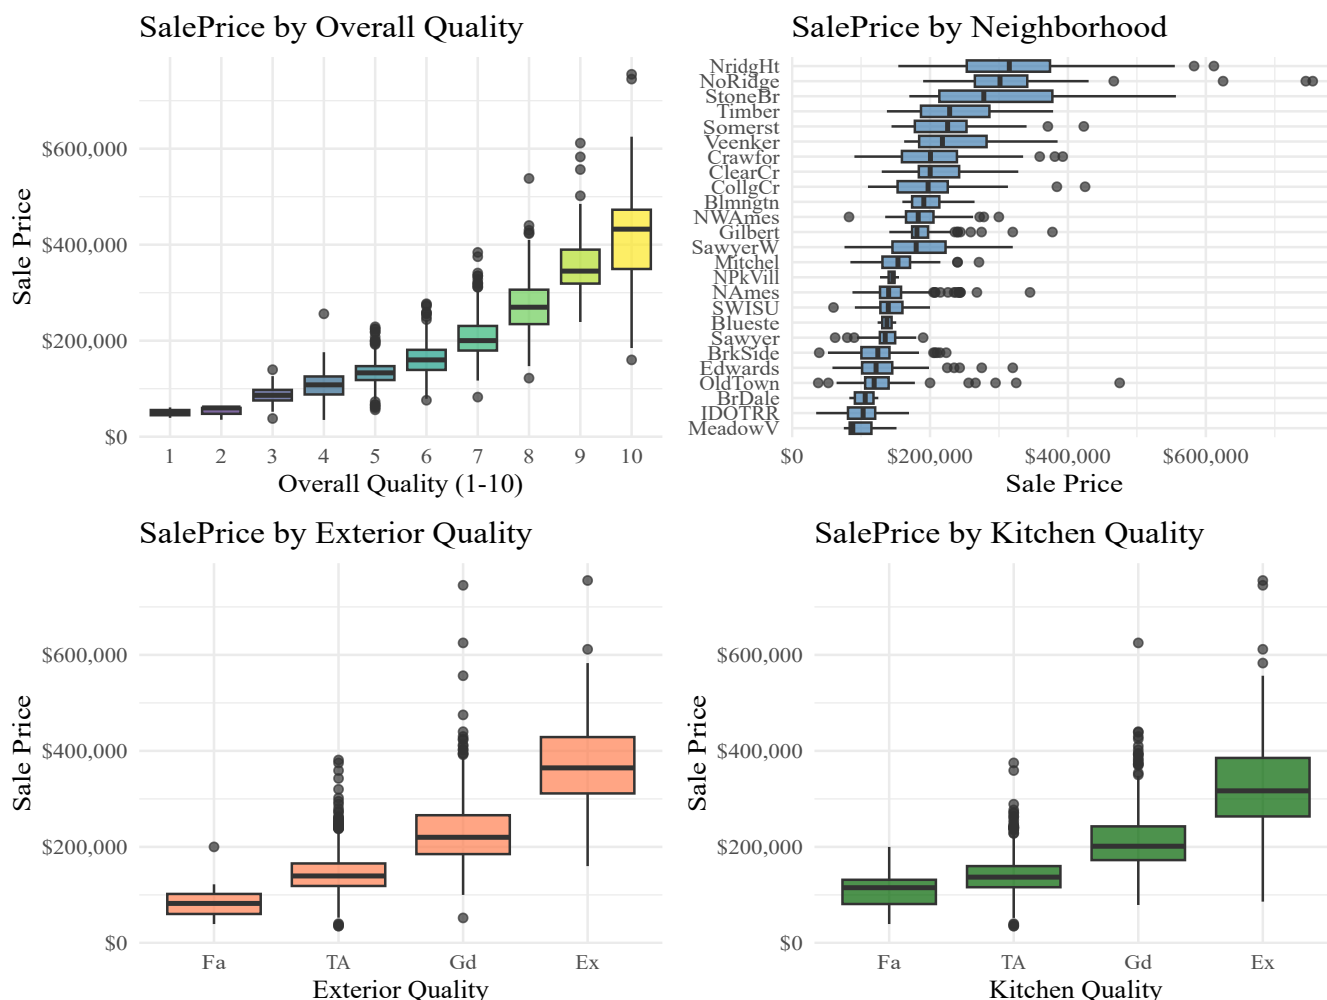 SalePrice by Overall Quality
$600,000
$400,000
$200,000
$0
Sale Price
1 2 3 4 5 6 7 8 9 10
Overall Quality (1-10)
SalePrice by Neighborhood
NridgHt
NoRidge
StoneBr
Timber
Somerst
Veenker
Crawfor
ClearCr
CollgCr
Blmngtn
NWAmes
Gilbert
SawyerW
Mitchel
NPkVill
NAmes
SWISU
Blueste
Sawyer
BrkSide
Edwards
OldTown
BrDale
IDOTRR
MeadowV
$0 $200,000 $400,000 $600,000
Sale Price
SalePrice by Exterior Quality
$600,000
$400,000
$200,000
$0
Sale Price
Fa TA Gd Ex
Exterior Quality
SalePrice by Kitchen Quality
$600,000
$400,000
$200,000
$0
Sale Price
Fa TA Gd Ex
Kitchen Quality